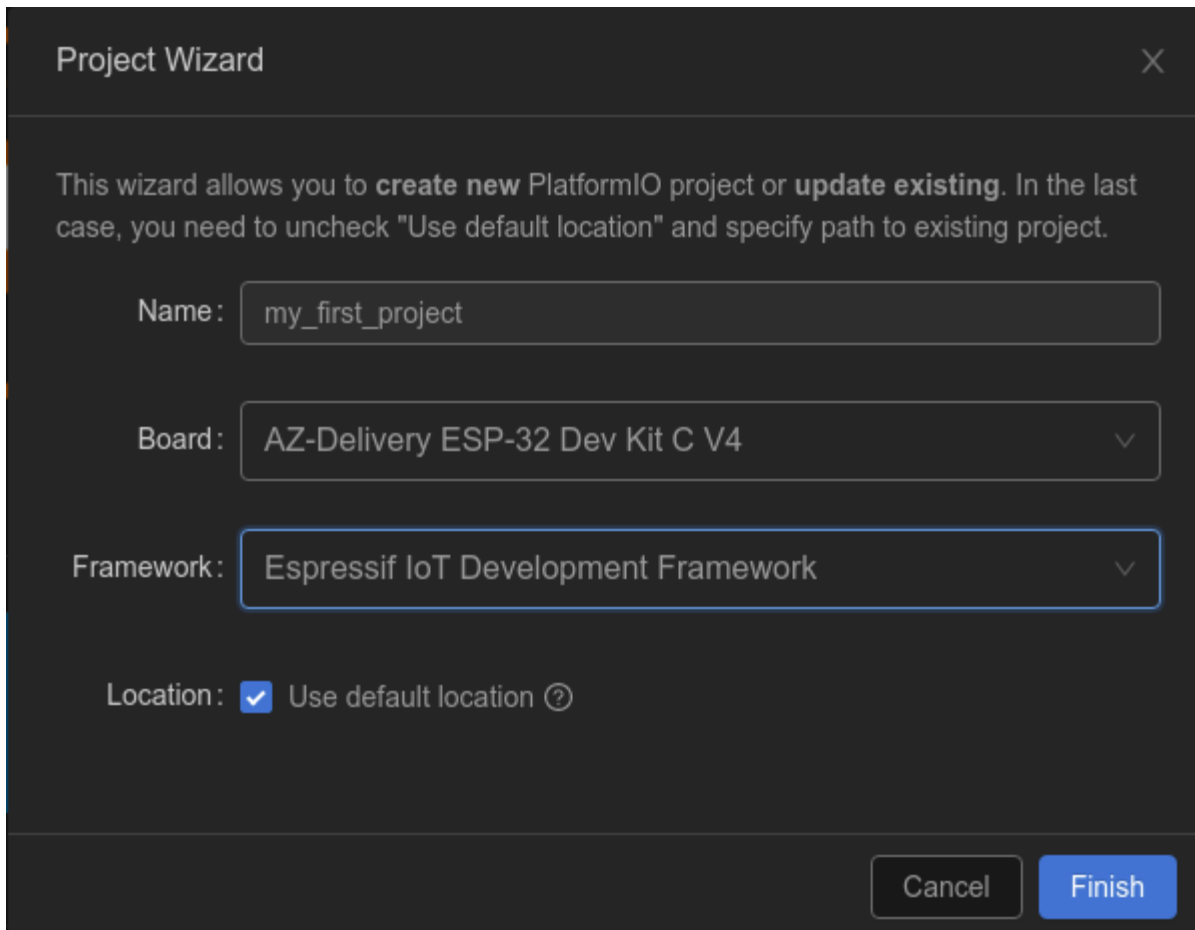 Project Wizard
This wizard allows you to create new PlatformIO project or update existing. In the last
case, you need to uncheck "Use default location" and specify path to existing project.
Name: my_first_project
Board: AZ-Delivery ESP-32 Dev Kit C V4
Framework: Espressif IoT Development Framework
Location: Use default location ?
Cancel Finish